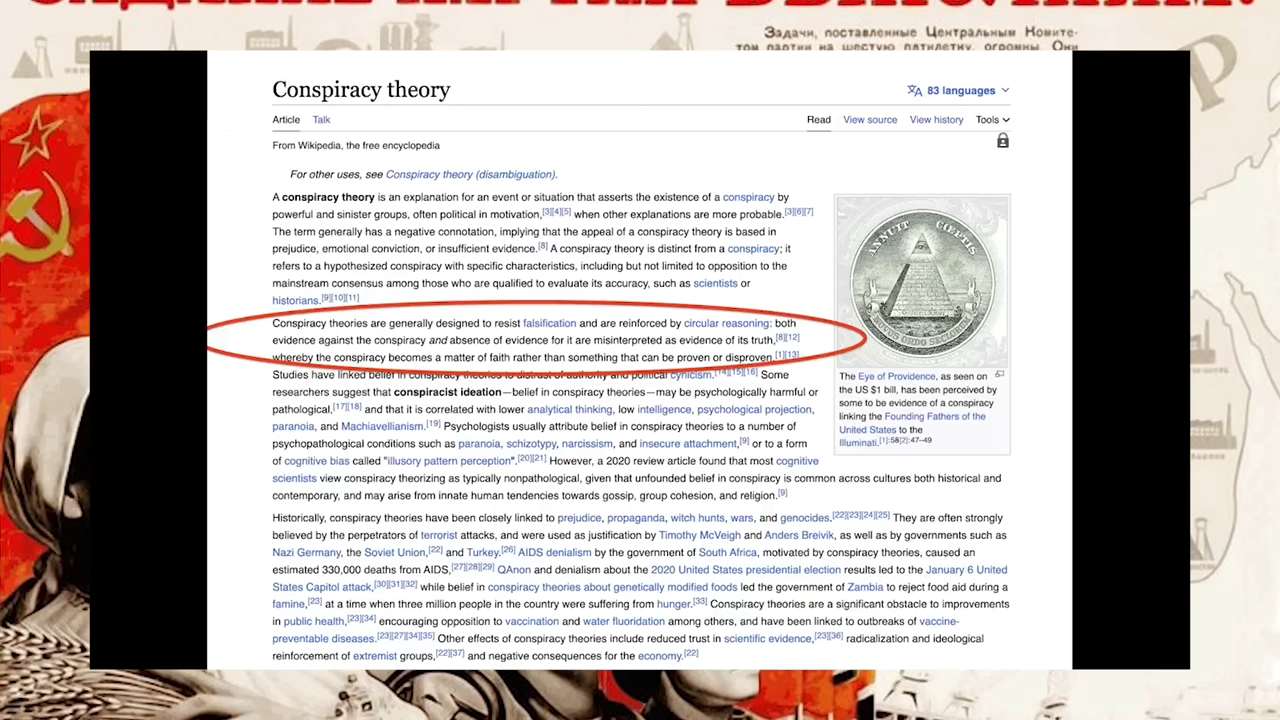 Задачи, поставленные Центральным Комите-
том партии на шестую пятилетку, огромны. Они
Conspiracy theory
83 languages
Article Talk
Read View source View history Tools
From Wikipedia, the free encyclopedia
For other uses, see Conspiracy theory (disambiguation).
A conspiracy theory is an explanation for an event or situation that asserts the existence of a conspiracy by
powerful and sinister groups, often political in motivation,[3][4][5] when other explanations are more probable.[3][6][7]
The term generally has a negative connotation, implying that the appeal of a conspiracy theory is based in
prejudice, emotional conviction, or insufficient evidence.[8] A conspiracy theory is distinct from a conspiracy; it
refers to a hypothesized conspiracy with specific characteristics, including but not limited to opposition to the
mainstream consensus among those who are qualified to evaluate its accuracy, such as scientists or
historians.[9][10][11]
Conspiracy theories are generally designed to resist falsification and are reinforced by circular reasoning: both
evidence against the conspiracy and absence of evidence for it are misinterpreted as evidence of its truth,[8][12]
whereby the conspiracy becomes a matter of faith rather than something that can be proven or disproven.[1][13]
Studies have linked belief in conspiracy theories to distrust of authority and political cynicism.[14][15][16] Some
researchers suggest that conspiracist ideation—belief in conspiracy theories—may be psychologically harmful or
pathological,[17][18] and that it is correlated with lower analytical thinking, low intelligence, psychological projection,
paranoia, and Machiavellianism.[19] Psychologists usually attribute belief in conspiracy theories to a number of
psychopathological conditions such as paranoia, schizotypy, narcissism, and insecure attachment,[9] or to a form
of cognitive bias called "illusory pattern perception".[20][21] However, a 2020 review article found that most cognitive
scientists view conspiracy theorizing as typically nonpathological, given that unfounded belief in conspiracy is common across cultures both historical and
contemporary, and may arise from innate human tendencies towards gossip, group cohesion, and religion.[9]
Historically, conspiracy theories have been closely linked to prejudice, propaganda, witch hunts, wars, and genocides.[22][23][24][25] They are often strongly
believed by the perpetrators of terrorist attacks, and were used as justification by Timothy McVeigh and Anders Breivik, as well as by governments such as
Nazi Germany, the Soviet Union,[22] and Turkey.[26] AIDS denialism by the government of South Africa, motivated by conspiracy theories, caused an
estimated 330,000 deaths from AIDS,[27][28][29] QAnon and denialism about the 2020 United States presidential election results led to the January 6 United
States Capitol attack,[30][31][32] while belief in conspiracy theories about genetically modified foods led the government of Zambia to reject food aid during a
famine,[23] at a time when three million people in the country were suffering from hunger.[33] Conspiracy theories are a significant obstacle to improvements
in public health,[23][34] encouraging opposition to vaccination and water fluoridation among others, and have been linked to outbreaks of vaccine-
preventable diseases.[23][27][34][35] Other effects of conspiracy theories include reduced trust in scientific evidence,[23][36] radicalization and ideological
reinforcement of extremist groups,[22][37] and negative consequences for the economy.[22]
ANNUIT CŒPTIS
The Eye of Providence, as seen on
the US $1 bill, has been perceived by
some to be evidence of a conspiracy
linking the Founding Fathers of the
United States to the
Illuminati.[1]:58[2]:47–49